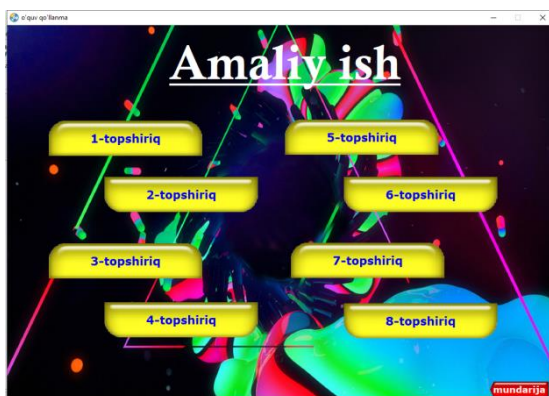 o'quv qo'llanma
Amaliy ish
1-topshiriq
2-topshiriq
3-topshiriq
4-topshiriq
5-topshiriq
6-topshiriq
7-topshiriq
8-topshiriq
mundarija